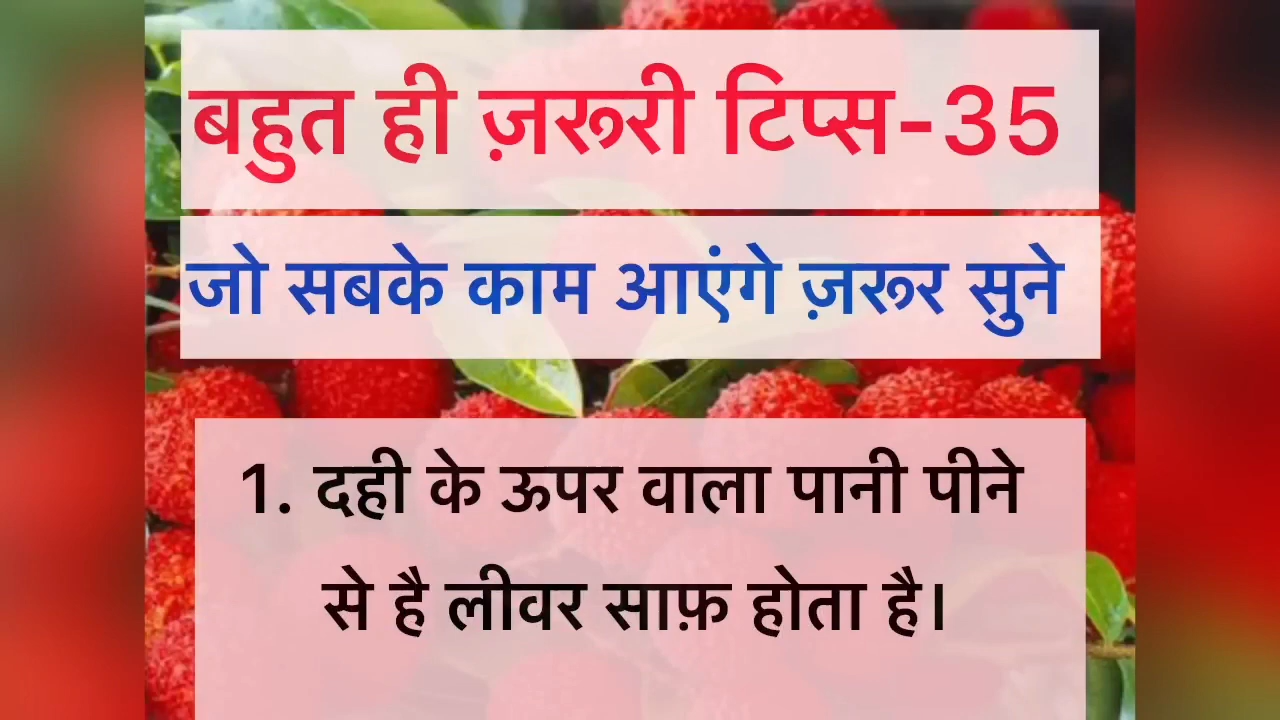 बहुत ही ज़रूरी टिप्स-35
जो सबके काम आएंगे ज़रूर सुने
1. दही के ऊपर वाला पानी पीने
से है लीवर साफ़ होता है।